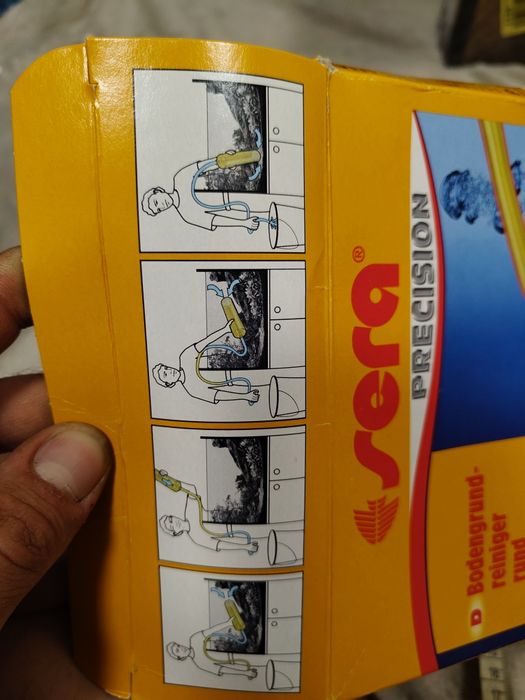 sera®
PRECISION
D Bodengrund-
reiniger
rund